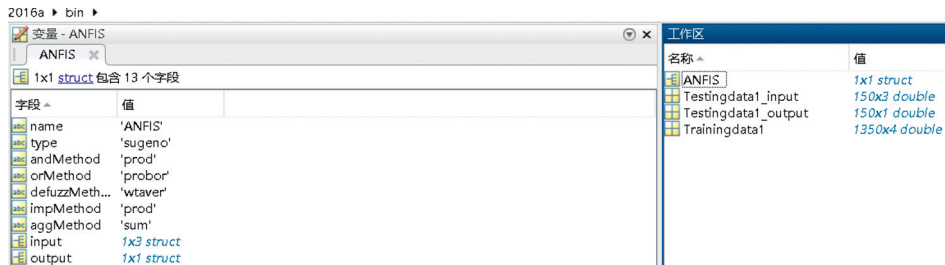 2016a ▸ bin ▸
变量 - ANFIS
ANFIS
1x1 struct 包含 13 个字段
字段 值
name 'ANFIS'
type 'sugeno'
andMethod 'prod'
orMethod 'probor'
defuzzMeth... 'wtaver'
impMethod 'prod'
aggMethod 'sum'
input 1x3 struct
output 1x1 struct
工作区
名称 值
ANFIS 1x1 struct
Testingdata1_input 150x3 double
Testingdata1_output 150x1 double
Trainingdata1 1350x4 double